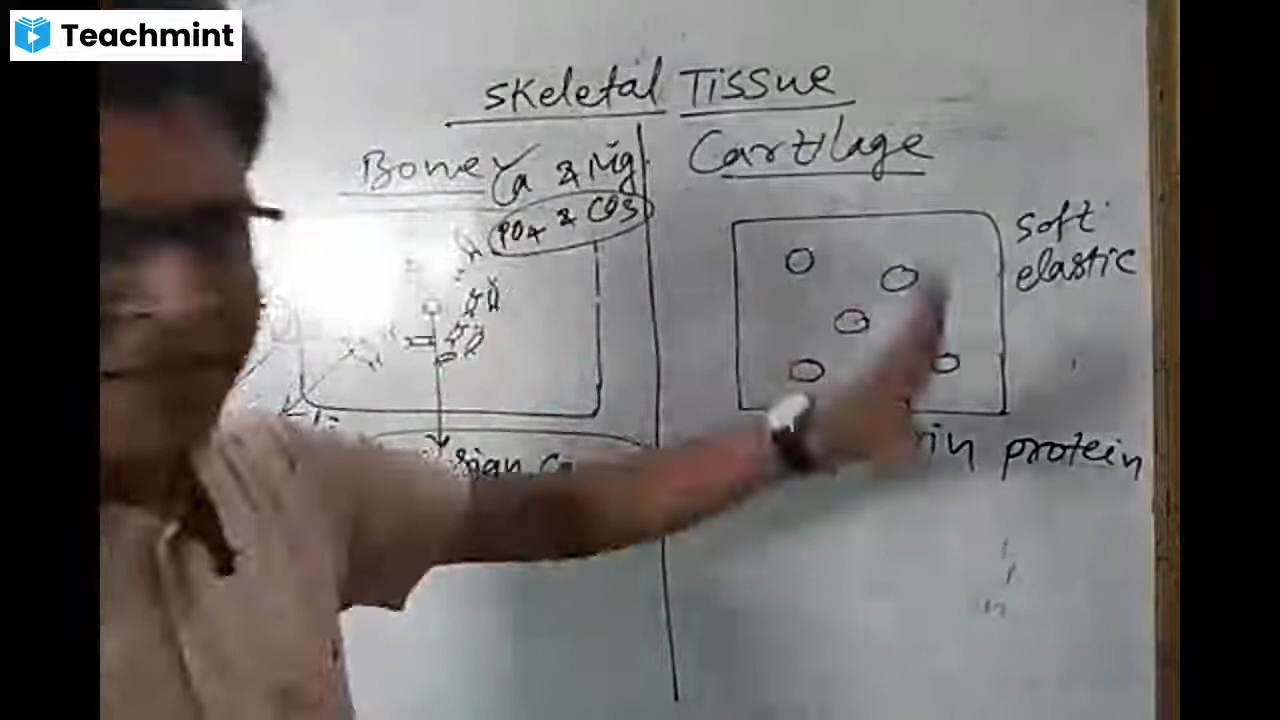 Teachmint
Skeletal Tissue
Bone
Ca & Mg
PO4 & CO3
Cartilage
soft
elastic
protein